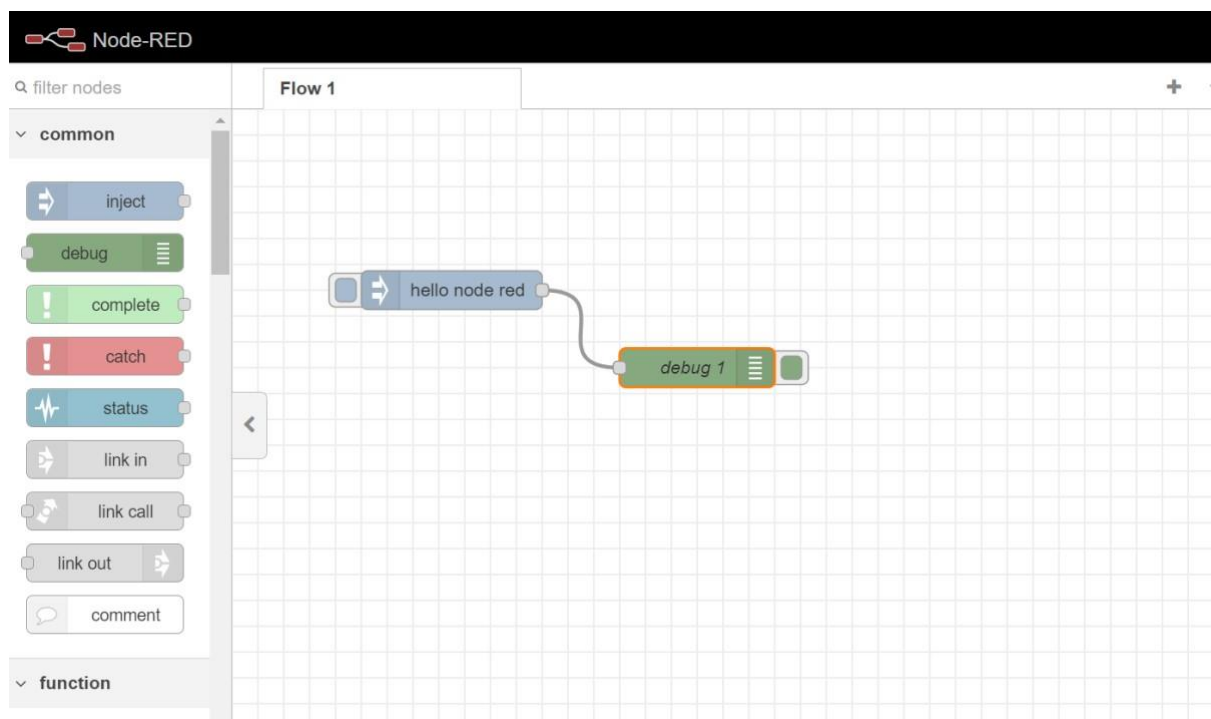 Node-RED
filter nodes
Flow 1
common
inject
debug
complete
catch
status
link in
link call
link out
comment
function
hello node red
debug 1